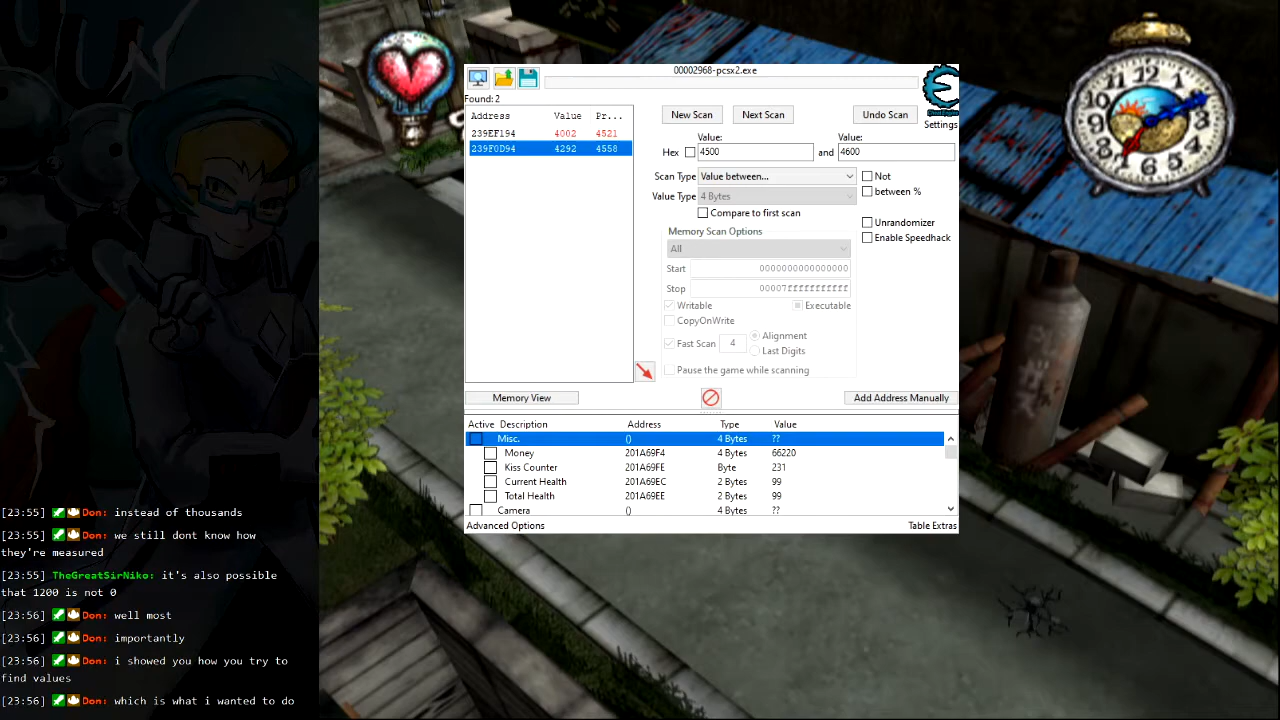 00002968-pcsx2.exe
Found: 2
Address Value Pr...
239EF194 4002 4521
239F0D94 4292 4558
New Scan Next Scan Undo Scan
Settings
Value: Value:
Hex 4500 and 4600
Scan Type Value between... Not
Value Type 4 Bytes between %
Compare to first scan
Memory Scan Options
All
Unrandomizer
Enable Speedhack
Start 0000000000000000
Stop 00007fffffffffff
Writable Executable
CopyOnWrite
Fast Scan 4 Alignment
Last Digits
Pause the game while scanning
Memory View Add Address Manually
Active Description Address Type Value
Misc. () 4 Bytes ??
Money 201A69F4 4 Bytes 66220
Kiss Counter 201A69FE Byte 231
Current Health 201A69EC 2 Bytes 99
Total Health 201A69EE 2 Bytes 99
Camera () 4 Bytes ??
Advanced Options Table Extras
[23:55] Don: instead of thousands
[23:55] Don: we still dont know how
they're measured
[23:55] TheGreatSirNiko: it's also possible
that 1200 is not 0
[23:56] Don: well most
[23:56] Don: importantly
[23:56] Don: i showed you how you try to
find values
[23:56] Don: which is what i wanted to do